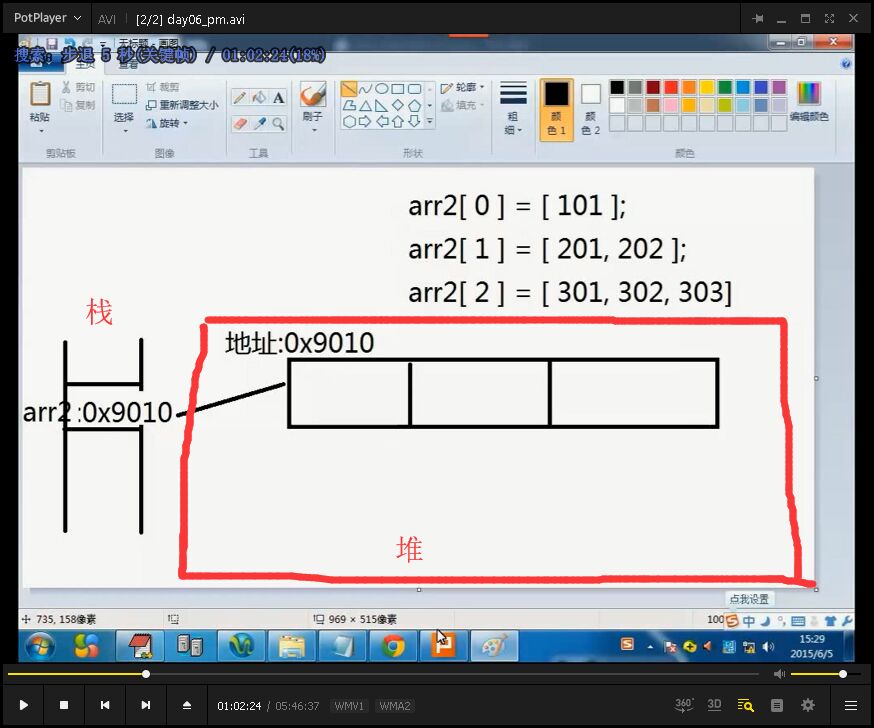 PotPlayer
AVI
[2/2] day06_pm.avi
搜索: 步退 5 秒(关键帧) / 01:02:24(18%)
无标题 - 画图
主页
查看
粘贴
剪切
复制
剪贴板
选择
裁剪
重新调整大小
旋转
图像
A
工具
刷子
轮廓
填充
形状
粗细
颜色 1
颜色 2
编辑颜色
颜色
arr2[ 0 ] = [ 101 ];
arr2[ 1 ] = [ 201, 202 ];
arr2[ 2 ] = [ 301, 302, 303]
栈
地址:0x9010
arr2 :0x9010
堆
点我设置
735, 158像素
969 × 515像素
100
中
15:29
2015/6/5
01:02:24 / 05:46:37
WMV1
WMA2
360°
3D